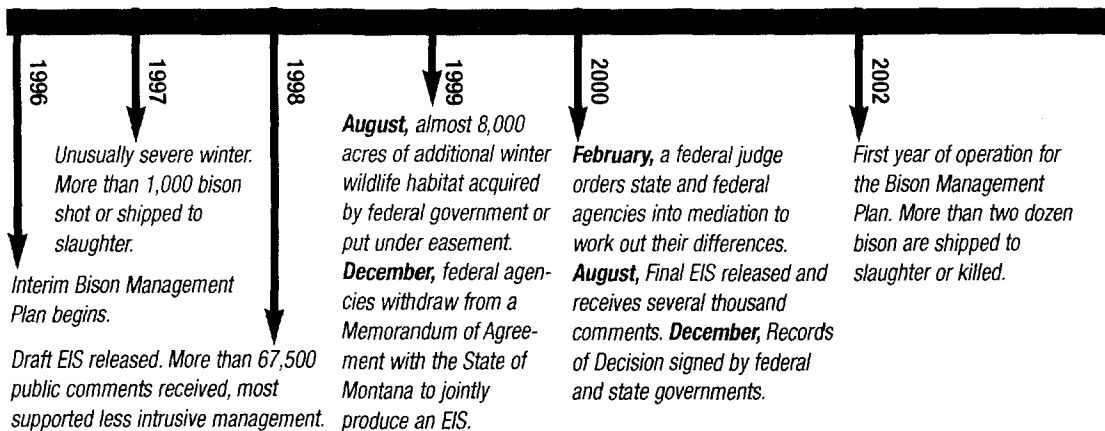 1996
Interim Bison Management
Plan begins.
1997
Unusually severe winter.
More than 1,000 bison
shot or shipped to
slaughter.
1998
Draft EIS released. More than 67,500
public comments received, most
supported less intrusive management.
1999
August, almost 8,000
acres of additional winter
wildlife habitat acquired
by federal government or
put under easement.
December, federal agen-
cies withdraw from a
Memorandum of Agree-
ment with the State of
Montana to jointly
produce an EIS.
2000
February, a federal judge
orders state and federal
agencies into mediation to
work out their differences.
August, Final EIS released and
receives several thousand
comments. December, Records
of Decision signed by federal
and state governments.
2002
First year of operation for
the Bison Management
Plan. More than two dozen
bison are shipped to
slaughter or killed.